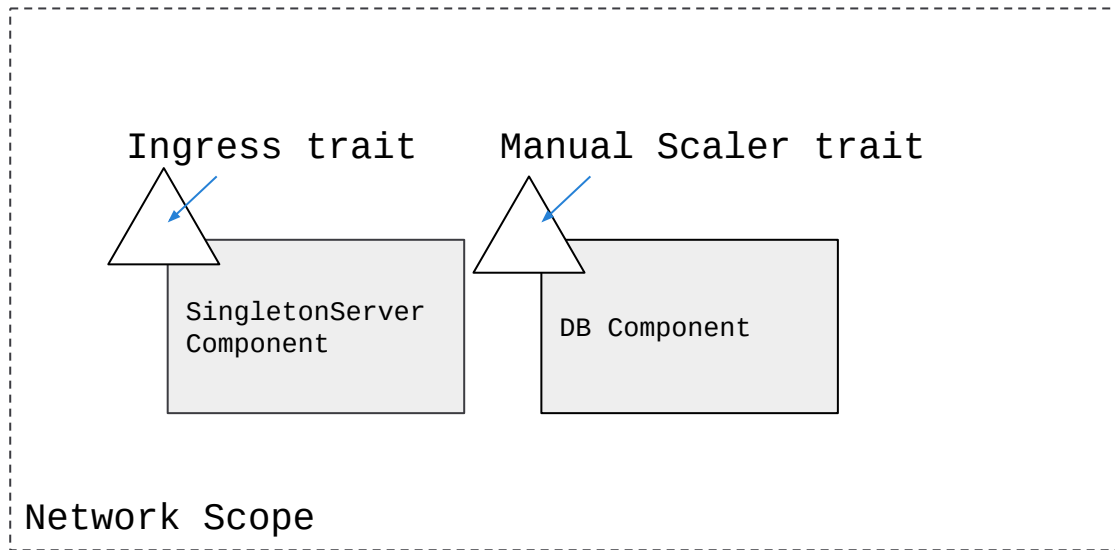 Ingress trait
Manual Scaler trait
SingletonServer
Component
DB Component
Network Scope